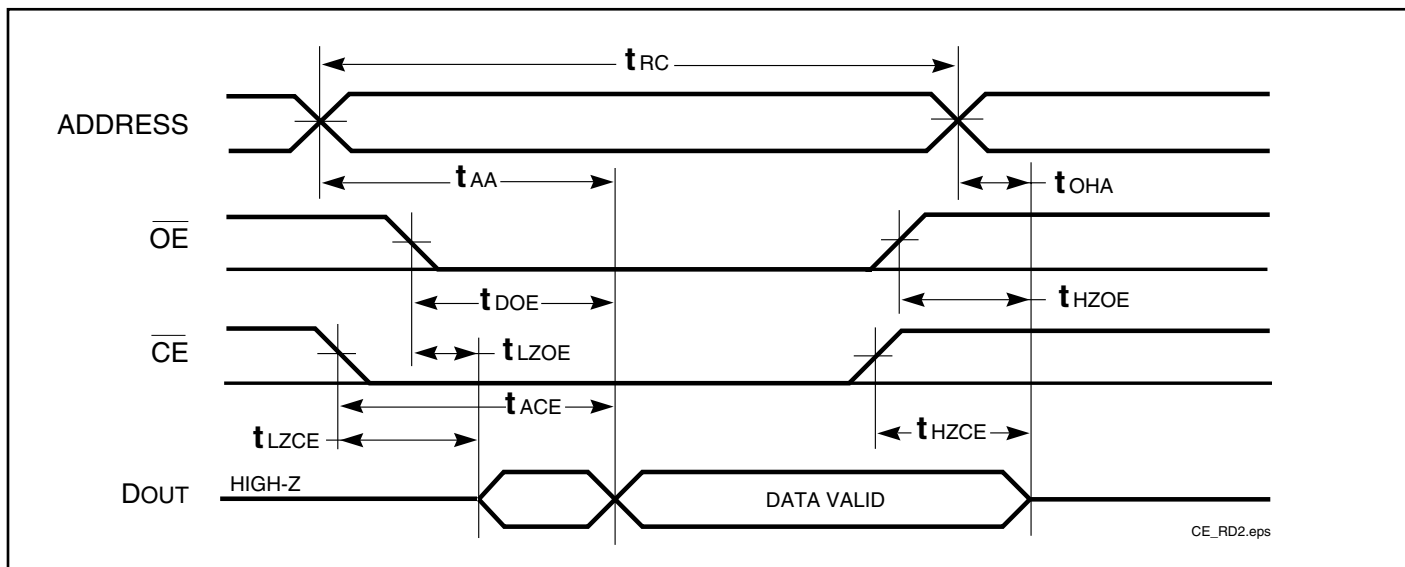 tRC
ADDRESS
tAA
tOHA
OE
tDOE
tHZOE
CE
tLZOE
tACE
tLZCE
tHZCE
DOUT
HIGH-Z
DATA VALID
CE_RD2.eps